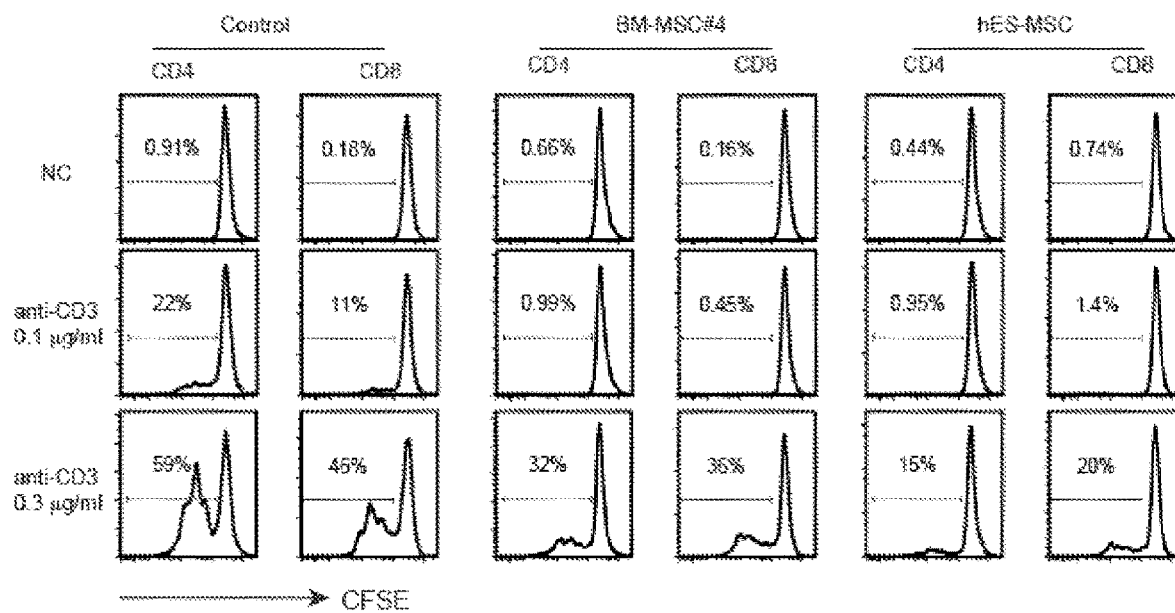 Control BM-MSC#4 hES-MSC
CD4 CD8 CD4 CD8 CD4 CD8
NC 0.91% 0.18% 0.66% 0.16% 0.44% 0.74%
anti-CD3
0.1 μg/ml
22% 11% 0.99% 0.45% 0.95% 1.4%
anti-CD3
0.3 μg/ml
59% 46% 32% 36% 15% 20%
CFSE